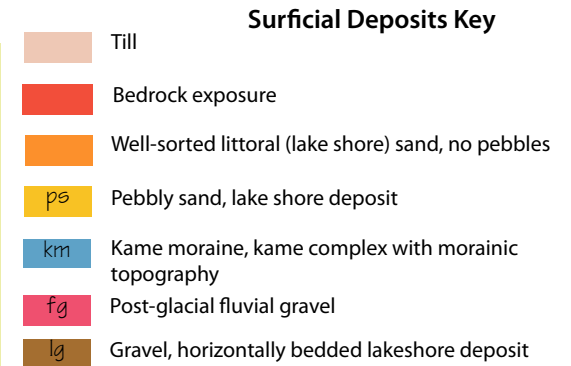 Surficial Deposits Key
Till
Bedrock exposure
Well-sorted littoral (lake shore) sand, no pebbles
ps Pebbly sand, lake shore deposit
km Kame moraine, kame complex with morainic
topography
fg Post-glacial fluvial gravel
lg Gravel, horizontally bedded lakeshore deposit